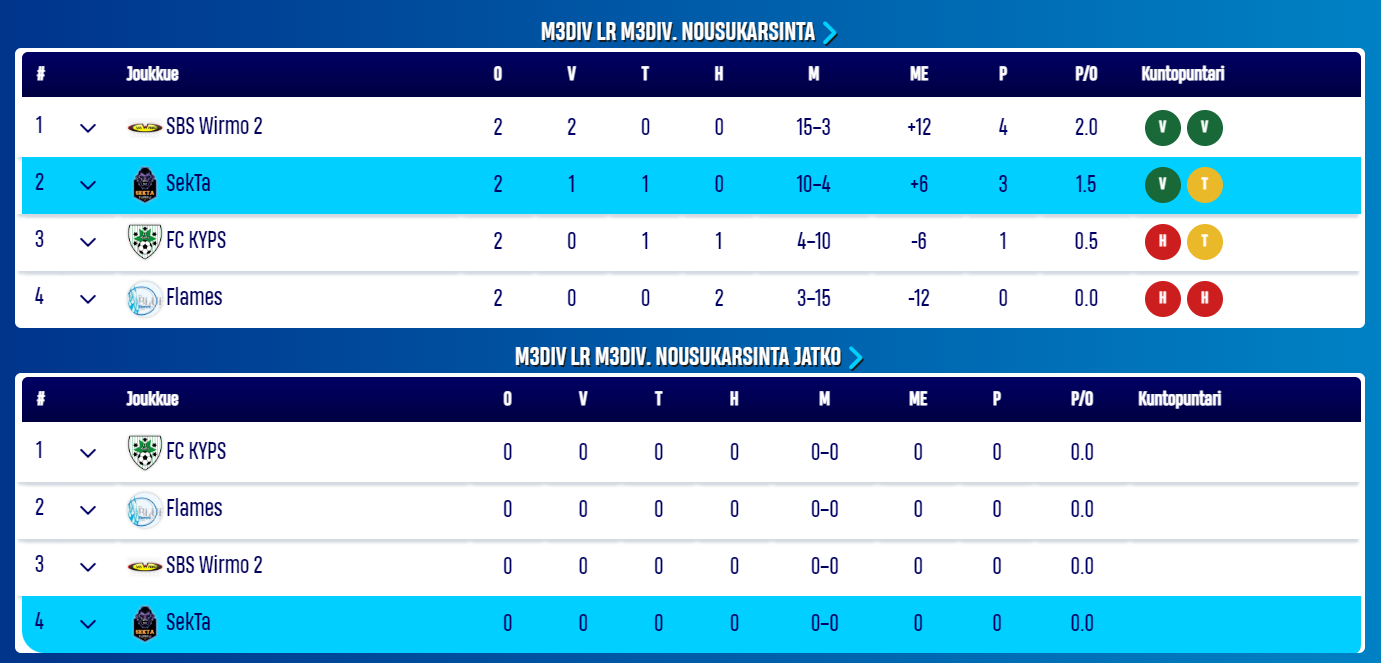 M3DIV LR M3DIV. NOUSUKARSINTA
# Joukkue O V T H M ME P P/O Kuntopuntari
1 SBS Wirmo 2 2 2 0 0 15–3 +12 4 2.0 V V
2 SEKTA SekTa 2 1 1 0 10–4 +6 3 1.5 V T
3 FC KYPS 2 0 1 1 4–10 -6 1 0.5 H T
4 Flames 2 0 0 2 3–15 -12 0 0.0 H H
M3DIV LR M3DIV. NOUSUKARSINTA JATKO
# Joukkue O V T H M ME P P/O Kuntopuntari
1 FC KYPS 0 0 0 0 0–0 0 0 0.0
2 Flames 0 0 0 0 0–0 0 0 0.0
3 SBS Wirmo 2 0 0 0 0 0–0 0 0 0.0
4 SEKTA SekTa 0 0 0 0 0–0 0 0 0.0